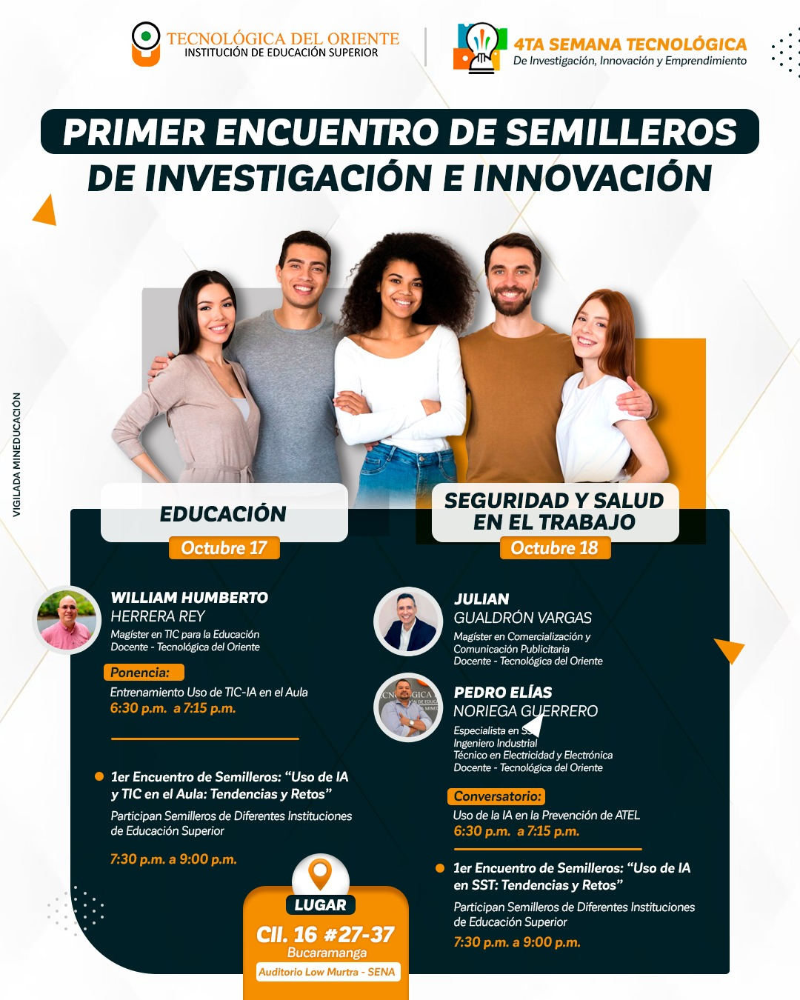 TECNOLÓGICA DEL ORIENTE
INSTITUCIÓN DE EDUCACIÓN SUPERIOR
4TA SEMANA TECNOLÓGICA
De Investigación, Innovación y Emprendimiento
PRIMER ENCUENTRO DE SEMILLEROS
DE INVESTIGACIÓN E INNOVACIÓN
VIGILADA MINEDUCACIÓN
EDUCACIÓN
Octubre 17
WILLIAM HUMBERTO
HERRERA REY
Magíster en TIC para la Educación
Docente - Tecnológica del Oriente
Ponencia:
Entrenamiento Uso de TIC-IA en el Aula
6:30 p.m. a 7:15 p.m.
1er Encuentro de Semilleros: “Uso de IA
y TIC en el Aula: Tendencias y Retos”
Participan Semilleros de Diferentes Instituciones
de Educación Superior
7:30 p.m. a 9:00 p.m.
SEGURIDAD Y SALUD
EN EL TRABAJO
Octubre 18
JULIAN
GUALDRÓN VARGAS
Magíster en Comercialización y
Comunicación Publicitaria
Docente - Tecnológica del Oriente
PEDRO ELÍAS
NORIEGA GUERRERO
Especialista en
Ingeniero Industrial
Técnico en Electricidad y Electrónica
Docente - Tecnológica del Oriente
Conversatorio:
Uso de la IA en la Prevención de ATEL
6:30 p.m. a 7:15 p.m.
1er Encuentro de Semilleros: “Uso de IA
en SST: Tendencias y Retos”
Participan Semilleros de Diferentes Instituciones
de Educación Superior
7:30 p.m. a 9:00 p.m.
LUGAR
Cll. 16 #27-37
Bucaramanga
Auditorio Low Murtra - SENA